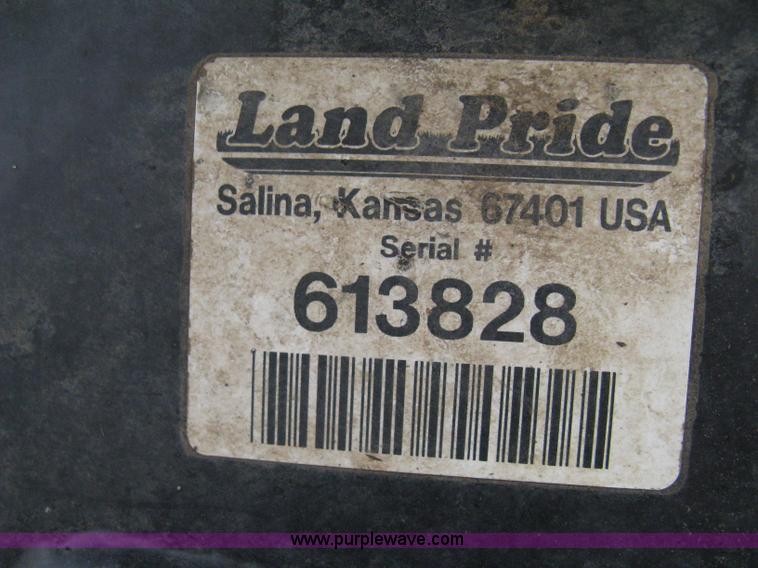 Land Pride
Salina, Kansas 67401 USA
Serial #
613828
www.purplewave.com